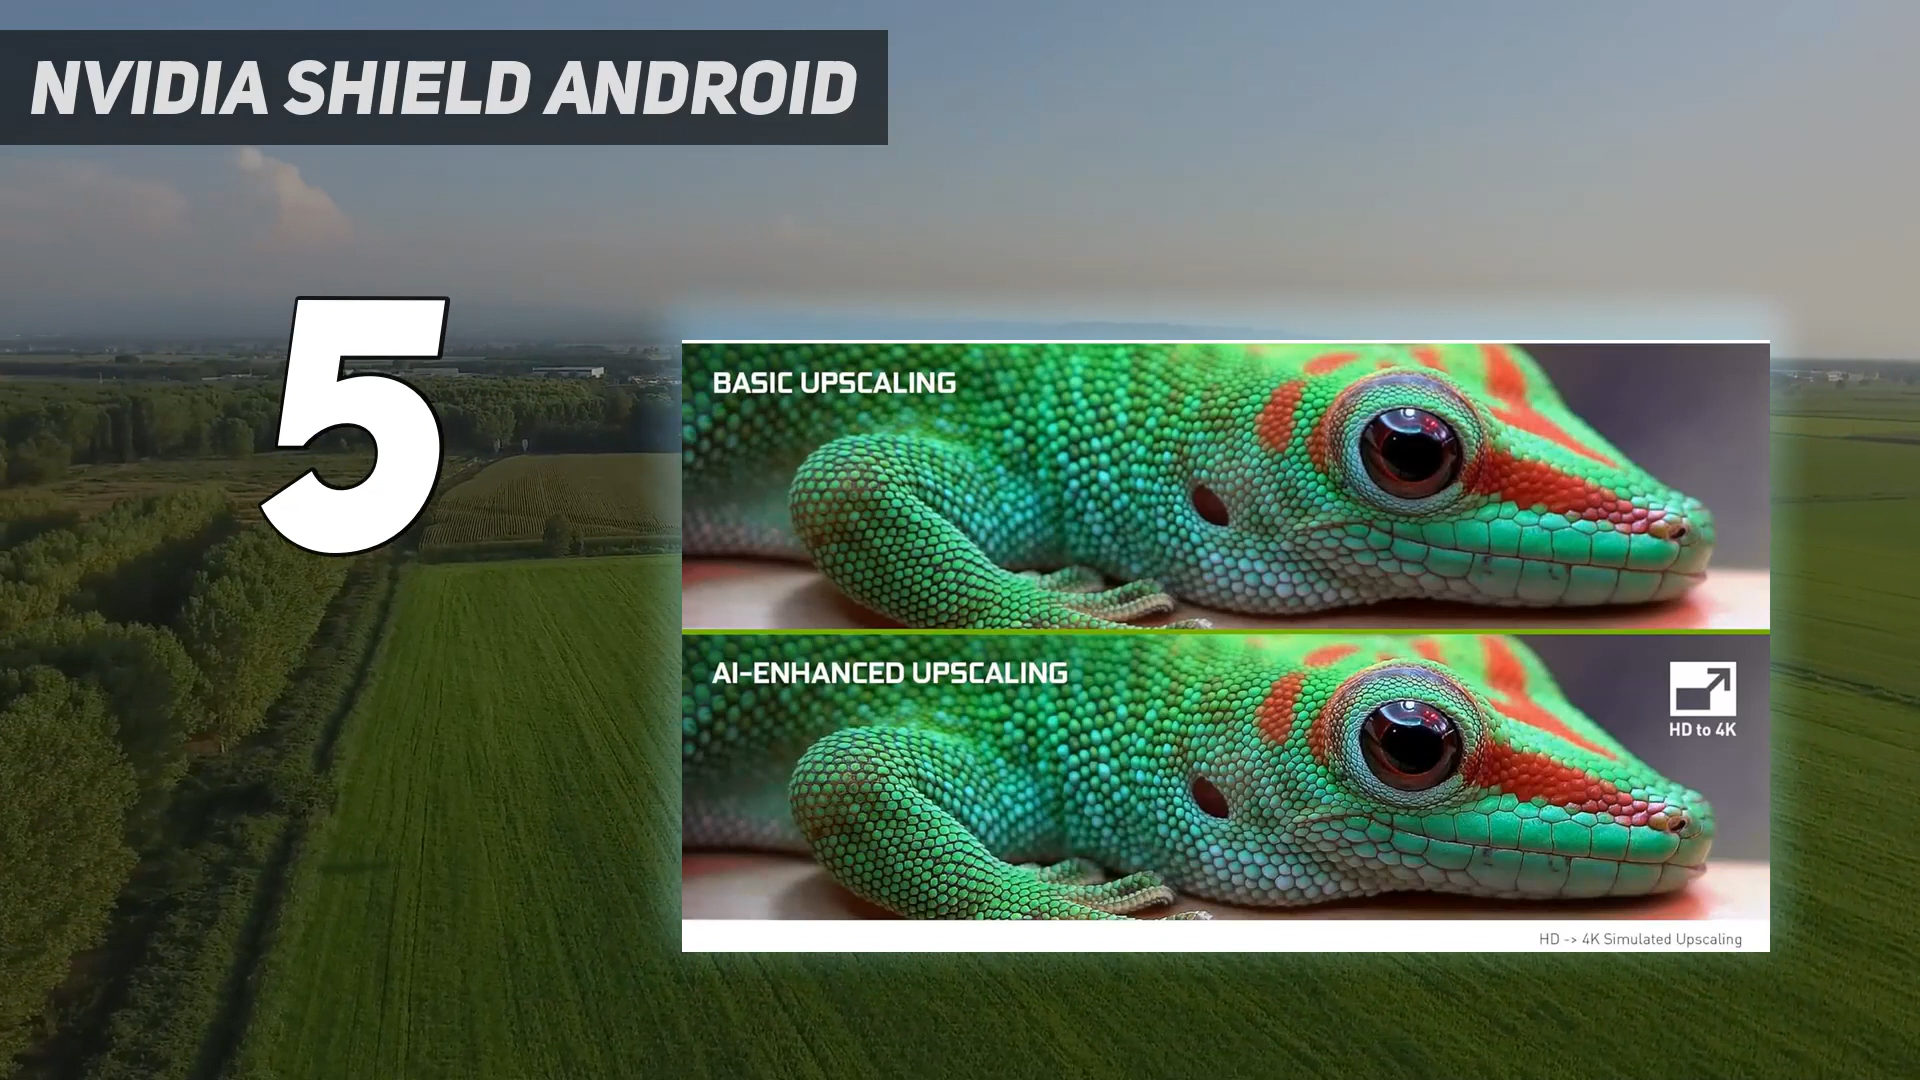 NVIDIA SHIELD ANDROID
5
BASIC UPSCALING
AI-ENHANCED UPSCALING
HD to 4K
HD -> 4K Simulated Upscaling